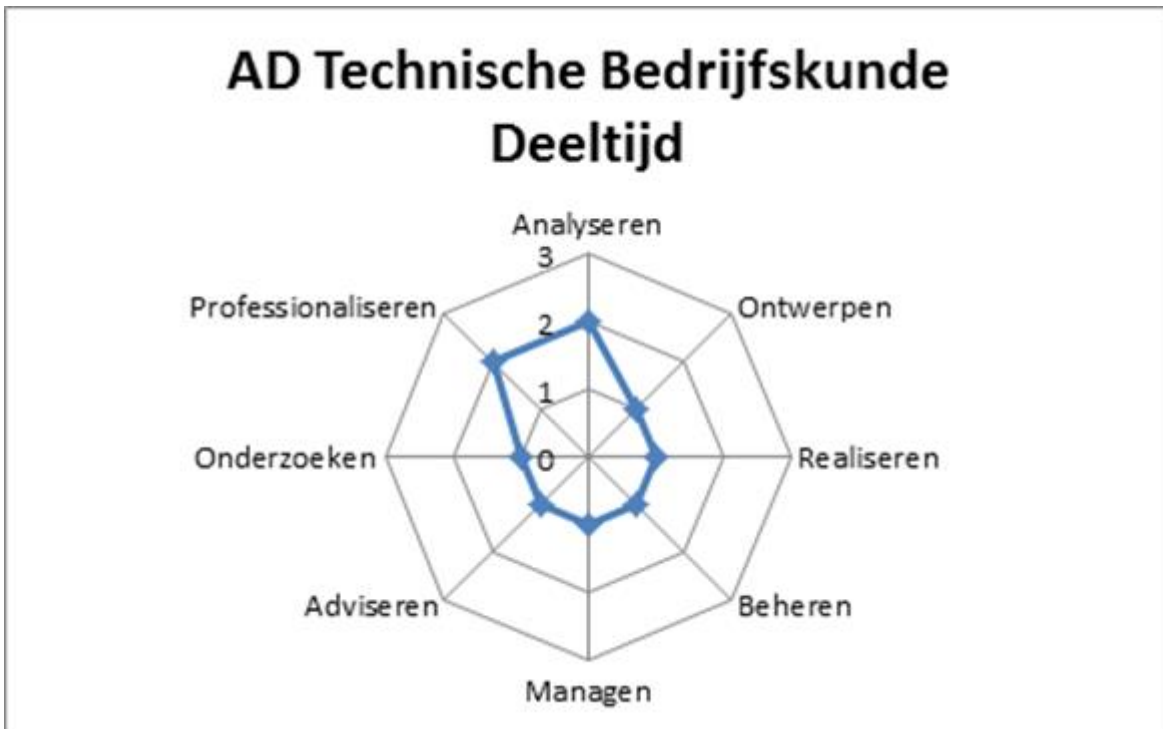 AD Technische Bedrijfskunde
Deeltijd
Analyseren
3
Professionaliseren
Ontwerpen
2
1
Onderzoeken
0
Realiseren
Adviseren
Beheren
Managen